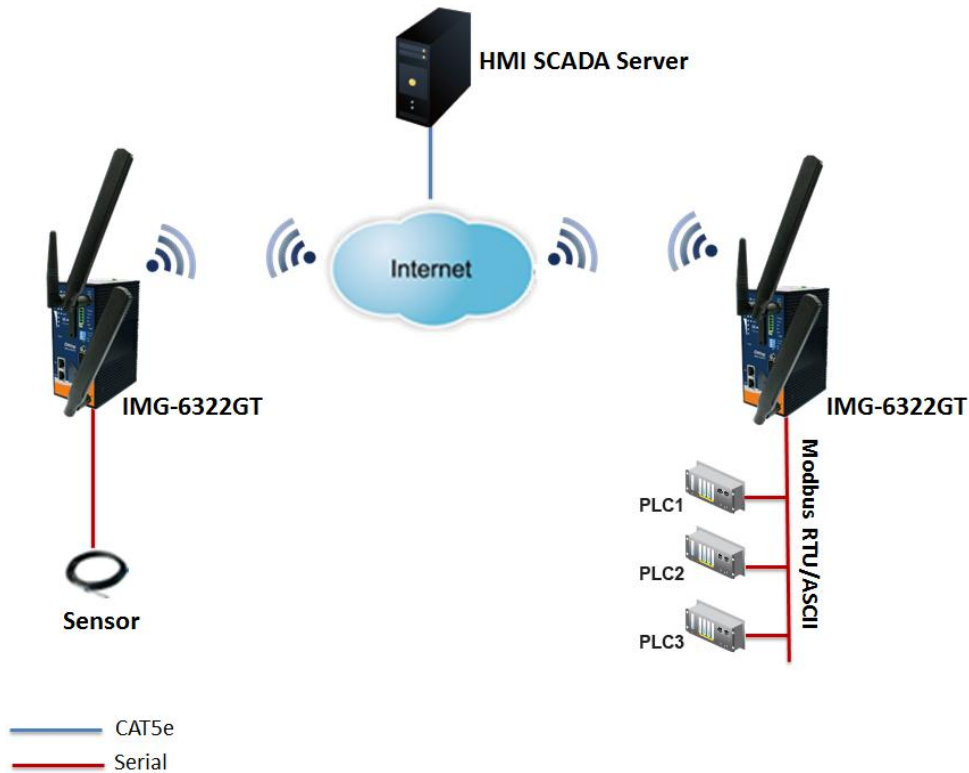 HMI SCADA Server
Internet
IMG-6322GT
IMG-6322GT
Modbus RTU/ASCII
PLC1
PLC2
PLC3
Sensor
CAT5e
Serial